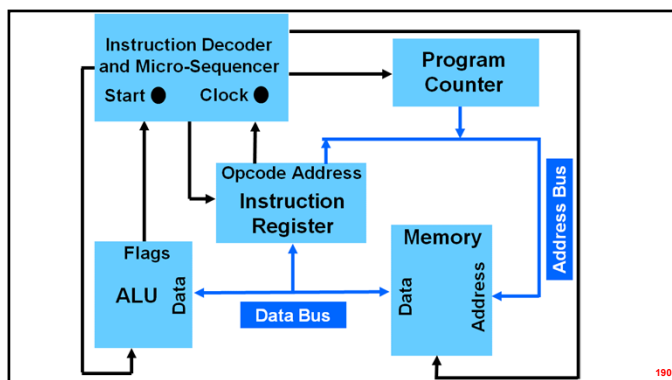 Instruction Decoder
and Micro-Sequencer
Start Clock
Program
Counter
Opcode Address
Instruction
Register
Address Bus
Flags
ALU
Data
Data Bus
Memory
Data
Address
190